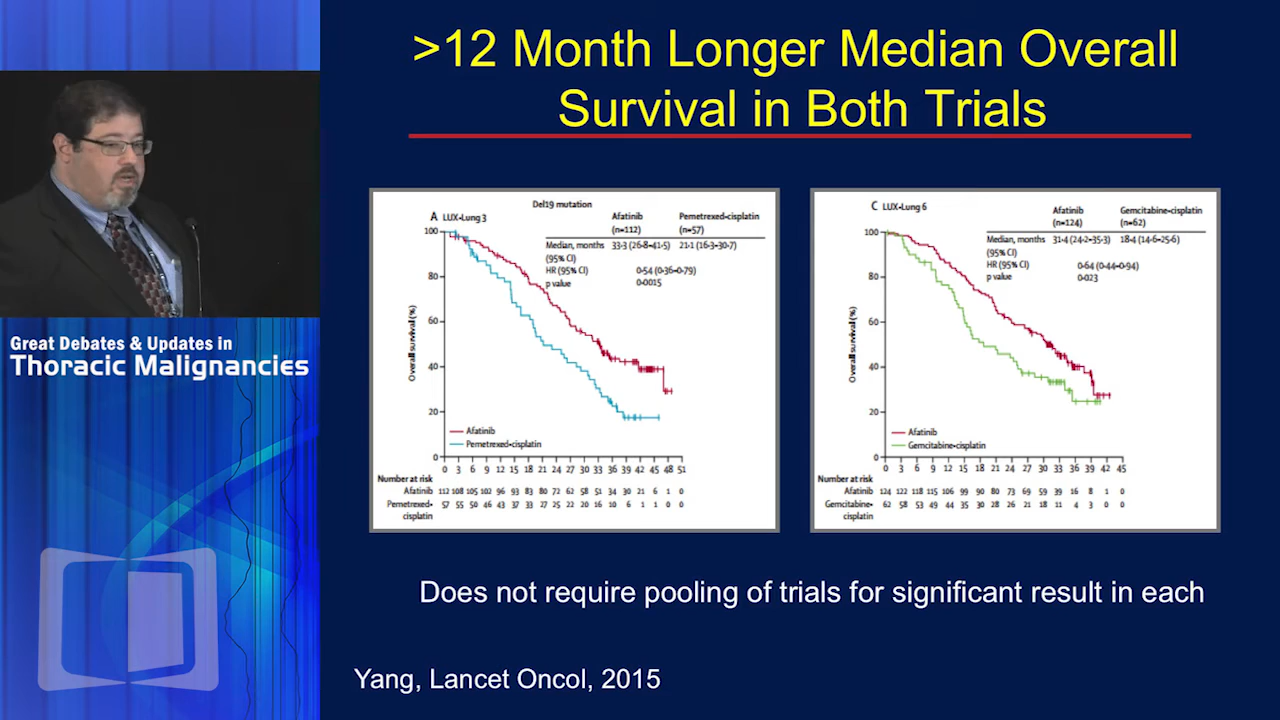 >12 Month Longer Median Overall
Survival in Both Trials
Great Debates & Updates in
Thoracic Malignancies
A LUX-Lung 3
Del19 mutation
Afatinib Pemetrexed-cisplatin
(n=112) (n=57)
Median, months 33·3 (26·8–41·5) 21·1 (16·3–30·7)
(95% CI)
HR (95% CI) 0·54 (0·36–0·79)
p value 0·0015
Overall survival (%)
100
80
60
40
20
0
Afatinib
Pemetrexed-cisplatin
0 3 6 9 12 15 18 21 24 27 30 33 36 39 42 45 48 51
Number at risk
Afatinib 112 108 105 102 96 93 83 80 72 62 58 51 34 30 21 6 1 0
Pemetrexed- 57 55 50 46 43 37 33 27 25 22 20 16 10 6 1 1 0 0
cisplatin
C LUX-Lung 6
Afatinib Gemcitabine-cisplatin
(n=124) (n=62)
Median, months 31·4 (24·2–35·3) 18·4 (14·6–25·6)
(95% CI)
HR (95% CI) 0·64 (0·44–0·94)
p value 0·023
Overall survival (%)
100
80
60
40
20
0
Afatinib
Gemcitabine-cisplatin
0 3 6 9 12 15 18 21 24 27 30 33 36 39 42 45
Number at risk
Afatinib 124 122 118 115 106 99 90 80 73 69 59 39 16 8 1 0
Gemcitabine- 62 58 53 49 44 35 30 28 26 21 18 11 4 3 0 0
cisplatin
Does not require pooling of trials for significant result in each
Yang, Lancet Oncol, 2015